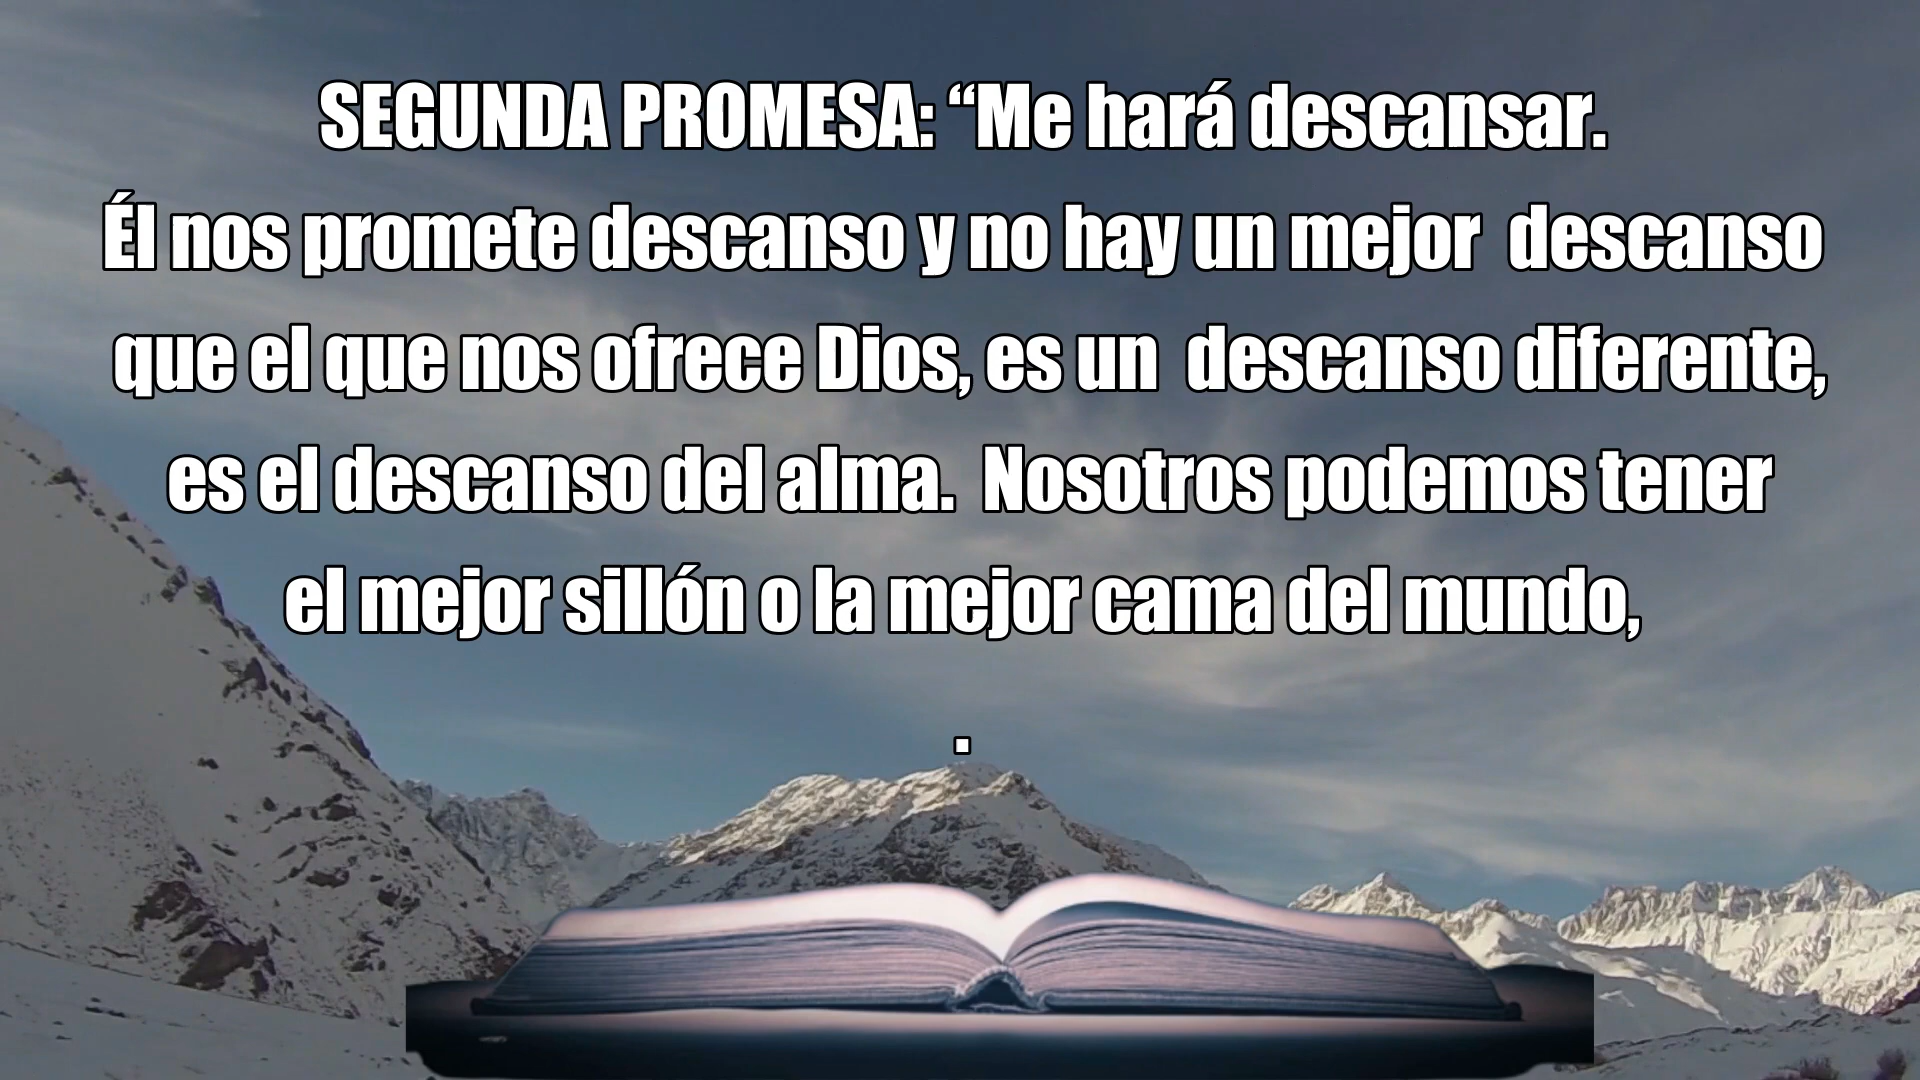 SEGUNDA PROMESA: “Me hará descansar.
Él nos promete descanso y no hay un mejor  descanso
que el que nos ofrece Dios, es un  descanso diferente,
es el descanso del alma.  Nosotros podemos tener
el mejor sillón o la mejor cama del mundo,
.